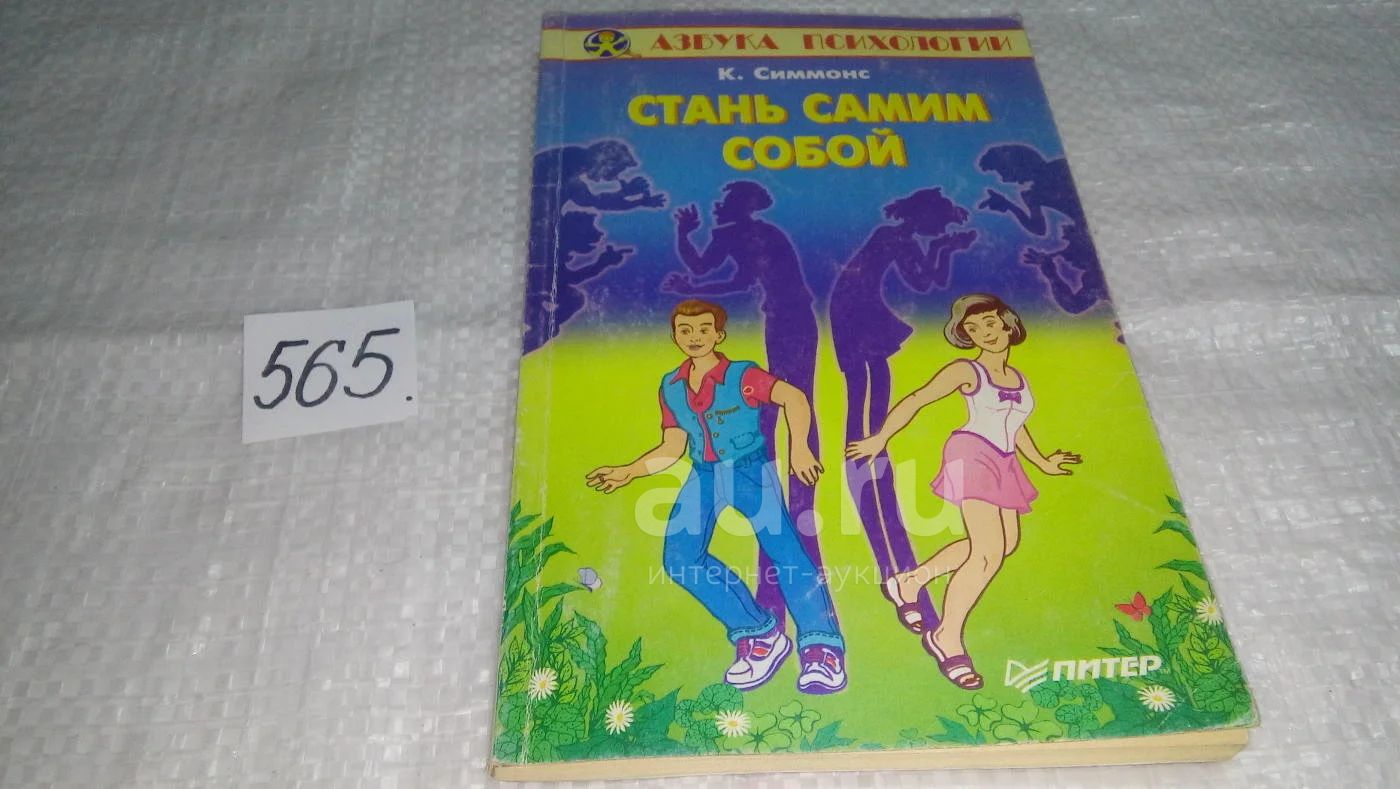 АЗБУКА ПСИХОЛОГИИ
К. Симмонс
СТАНЬ САМИМ
СОБОЙ
565.
au.ru
интернет-аукцион
ПИТЕР